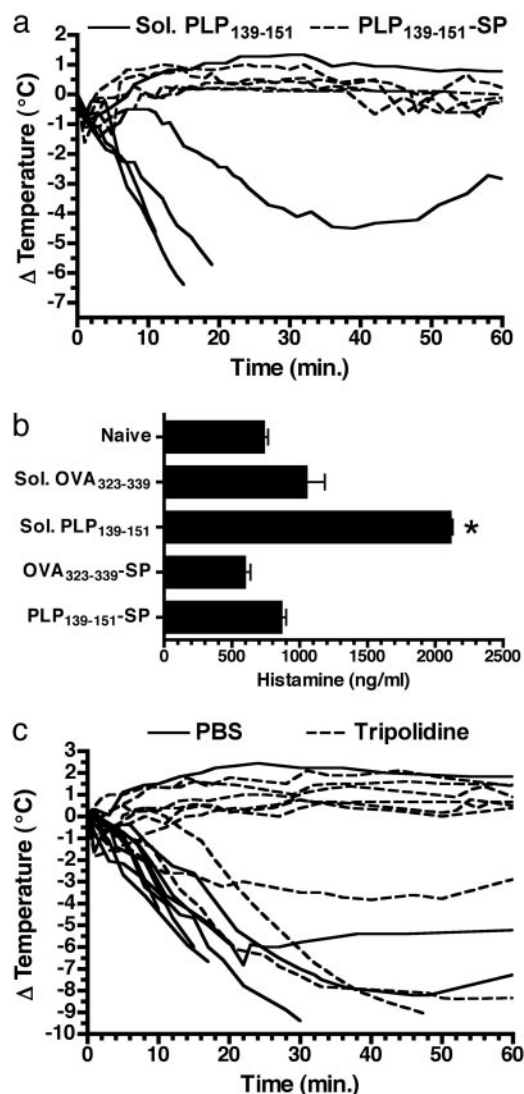 a
Sol. PLP139-151 PLP139-151-SP
Δ Temperature (°C)
2
1
0
-1
-2
-3
-4
-5
-6
-7
0 10 20 30 40 50 60
Time (min.)
b
Naive
Sol. OVA323-339
Sol. PLP139-151
*
OVA323-339-SP
PLP139-151-SP
0 500 1000 1500 2000 2500
Histamine (ng/ml)
c
PBS Tripolidine
Δ Temperature (°C)
3
2
1
0
-1
-2
-3
-4
-5
-6
-7
-8
-9
-10
0 10 20 30 40 50 60
Time (min.)